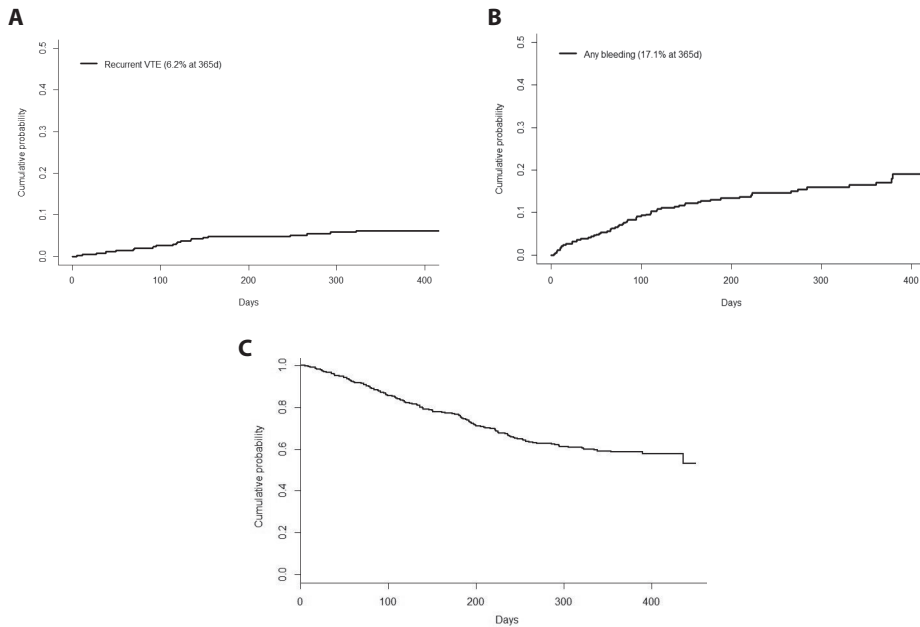 A
Cumulative probability
0.5
0.4
0.3
0.2
0.1
0.0
Recurrent VTE (6.2% at 365d)
0 100 200 300 400
Days
B
Cumulative probability
0.5
0.4
0.3
0.2
0.1
0.0
Any bleeding (17.1% at 365d)
0 100 200 300 400
Days
C
Cumulative probability
1.0
0.8
0.6
0.4
0.2
0.0
0 100 200 300 400
Days